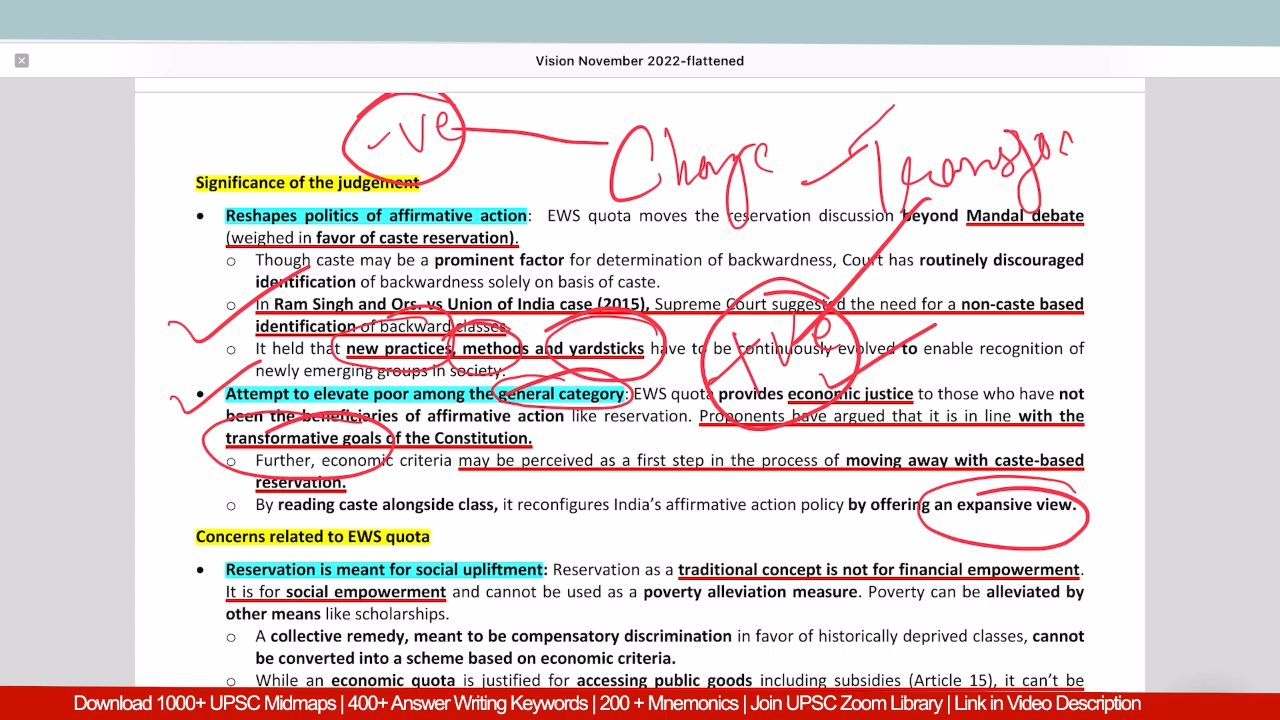 Vision November 2022-flattened
-ve
Change - Transfor
Significance of the judgement
• Reshapes politics of affirmative action: EWS quota moves the reservation discussion beyond Mandal debate
(weighed in favor of caste reservation).
o Though caste may be a prominent factor for determination of backwardness, Court has routinely discouraged
identification of backwardness solely on basis of caste.
o In Ram Singh and Ors. vs Union of India case (2015), Supreme Court suggested the need for a non-caste based
identification of backward classes.
o It held that new practices, methods and yardsticks have to be continuously evolved to enable recognition of
newly emerging groups in society.
+ve
• Attempt to elevate poor among the general category: EWS quota provides economic justice to those who have not
been the beneficiaries of affirmative action like reservation. Proponents have argued that it is in line with the
transformative goals of the Constitution.
o Further, economic criteria may be perceived as a first step in the process of moving away with caste-based
reservation.
o By reading caste alongside class, it reconfigures India's affirmative action policy by offering an expansive view.
Concerns related to EWS quota
• Reservation is meant for social upliftment: Reservation as a traditional concept is not for financial empowerment.
It is for social empowerment and cannot be used as a poverty alleviation measure. Poverty can be alleviated by
other means like scholarships.
o A collective remedy, meant to be compensatory discrimination in favor of historically deprived classes, cannot
be converted into a scheme based on economic criteria.
o While an economic quota is justified for accessing public goods including subsidies (Article 15), it can't be
Download 1000+ UPSC Midmaps | 400+ Answer Writing Keywords | 200 + Mnemonics | Join UPSC Zoom Library | Link in Video Description